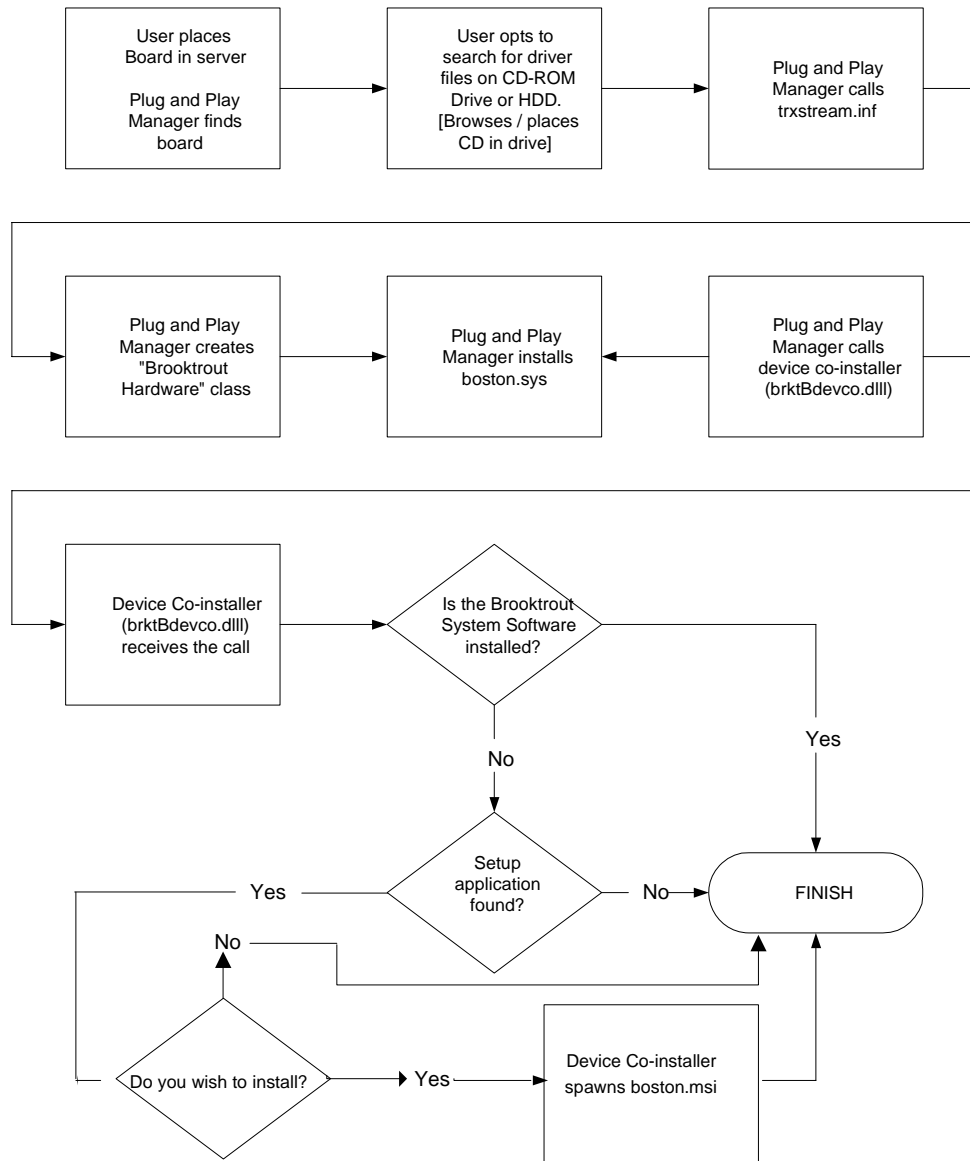 User places
Board in server
Plug and Play
Manager finds
board
User opts to
search for driver
files on CD-ROM
Drive or HDD.
[Browses / places
CD in drive]
Plug and Play
Manager calls
trxstream.inf
Plug and Play
Manager creates
"Brooktrout
Hardware" class
Plug and Play
Manager installs
boston.sys
Plug and Play
Manager calls
device co-installer
(brktBdevco.dlll)
Device Co-installer
(brktBdevco.dlll)
receives the call
Is the Brooktrout
System Software
installed?
No
Yes
Setup
application
found?
Yes
No
FINISH
No
Do you wish to install?
Yes
Device Co-installer
spawns boston.msi